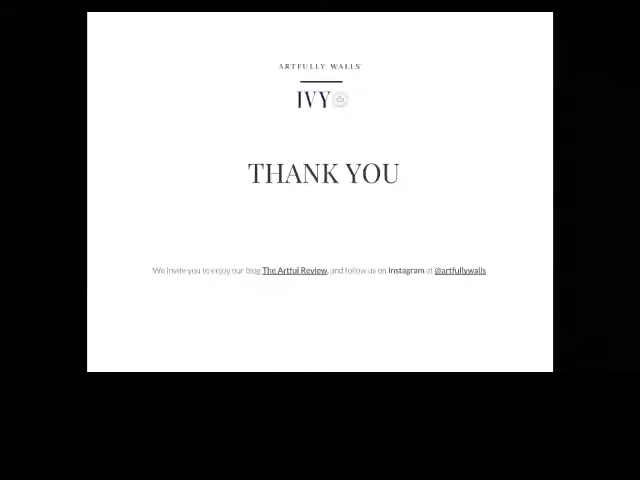 ARTFULLY WALLS
IVY
THANK YOU
We invite you to enjoy our blog The Artful Review, and follow us on Instagram at @artfullywalls